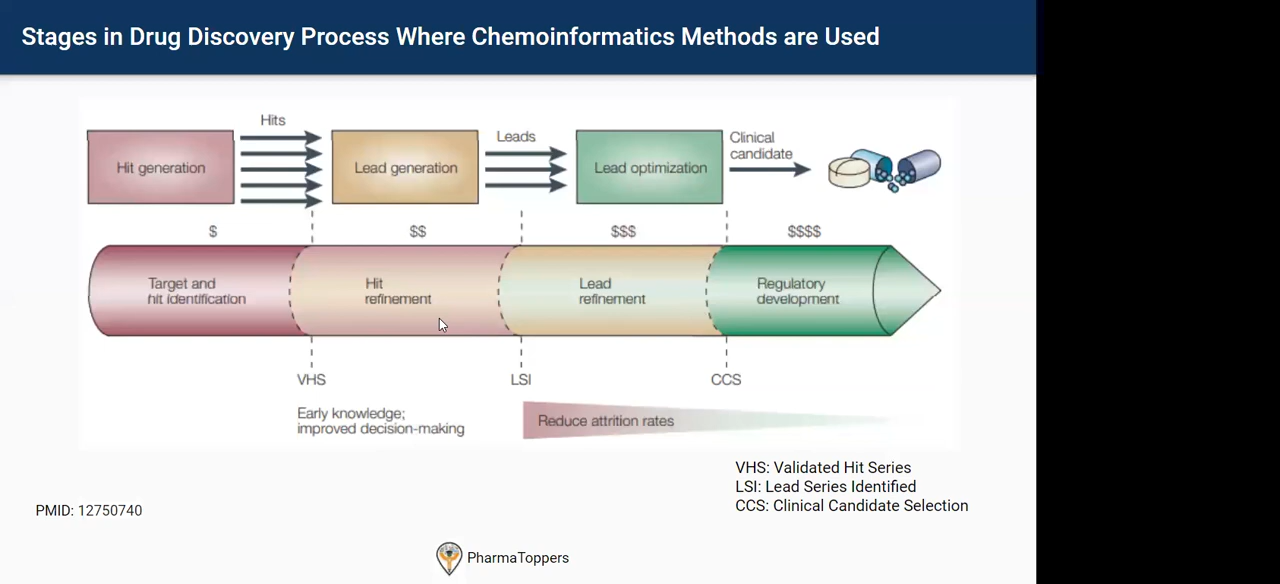 Stages in Drug Discovery Process Where Chemoinformatics Methods are Used
Hits
Leads
Clinical
candidate
Hit generation
Lead generation
Lead optimization
$
$$
$$$
$$$$
Target and
hit identification
Hit
refinement
Lead
refinement
Regulatory
development
VHS
LSI
CCS
Early knowledge;
improved decision-making
Reduce attrition rates
VHS: Validated Hit Series
LSI: Lead Series Identified
CCS: Clinical Candidate Selection
PMID: 12750740
PharmaToppers